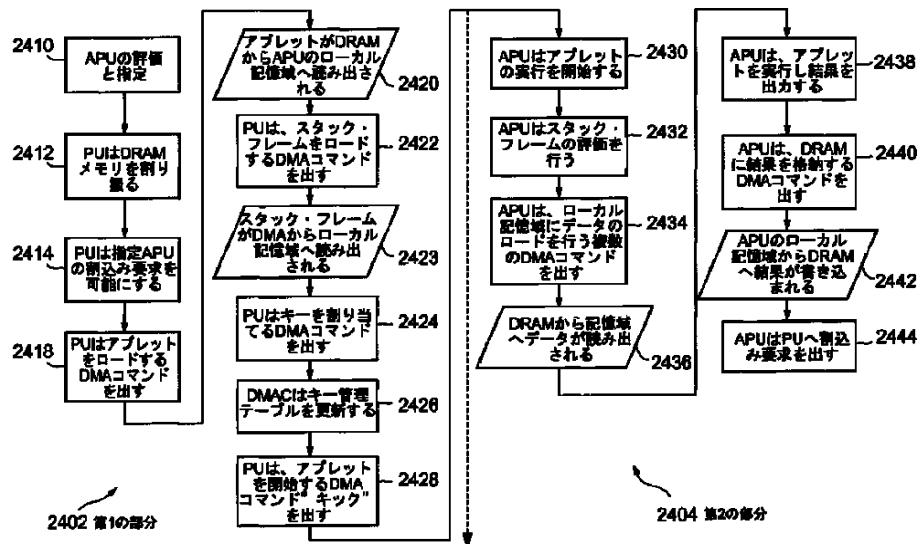 2410
APUの評価
と指定
2412
PUはDRAM
メモリを割り
振る
2414
PUは指定APU
の割込み要求を
可能にする
2418
PUはアプレット
をロードする
DMAコマンド
を出す
アプレットがDRAM
からAPUのローカル
記憶域へ読み出さ
れる
2420
PUは、スタック・
フレームをロード
するDMAコマンド
を出す
2422
スタック・フレーム
がDMAからローカル
記憶域へ読み出
される
2423
PUはキーを割り当
てるDMAコマンド
を出す
2424
DMACはキー管理
テーブルを更新する
2426
PUは、アプレット
を開始するDMA
コマンド"キック"
を出す
2428
APUはアプレット
の実行を開始する
2430
APUはスタック・
フレームの評価を
行う
2432
APUは、ローカル
記憶域にデータの
ロードを行う複数
のDMAコマンド
を出す
2434
DRAMから記憶域
へデータが読み出
される
2436
APUは、アプレッ
トを実行し結果を
出力する
2438
APUは、DRAM
に結果を格納する
DMAコマンドを
出す
2440
APUのローカル
記憶域からDRAM
へ結果が書き込
まれる
2442
APUはPUへ割込
み要求を出す
2444
2402 第1の部分
2404 第2の部分